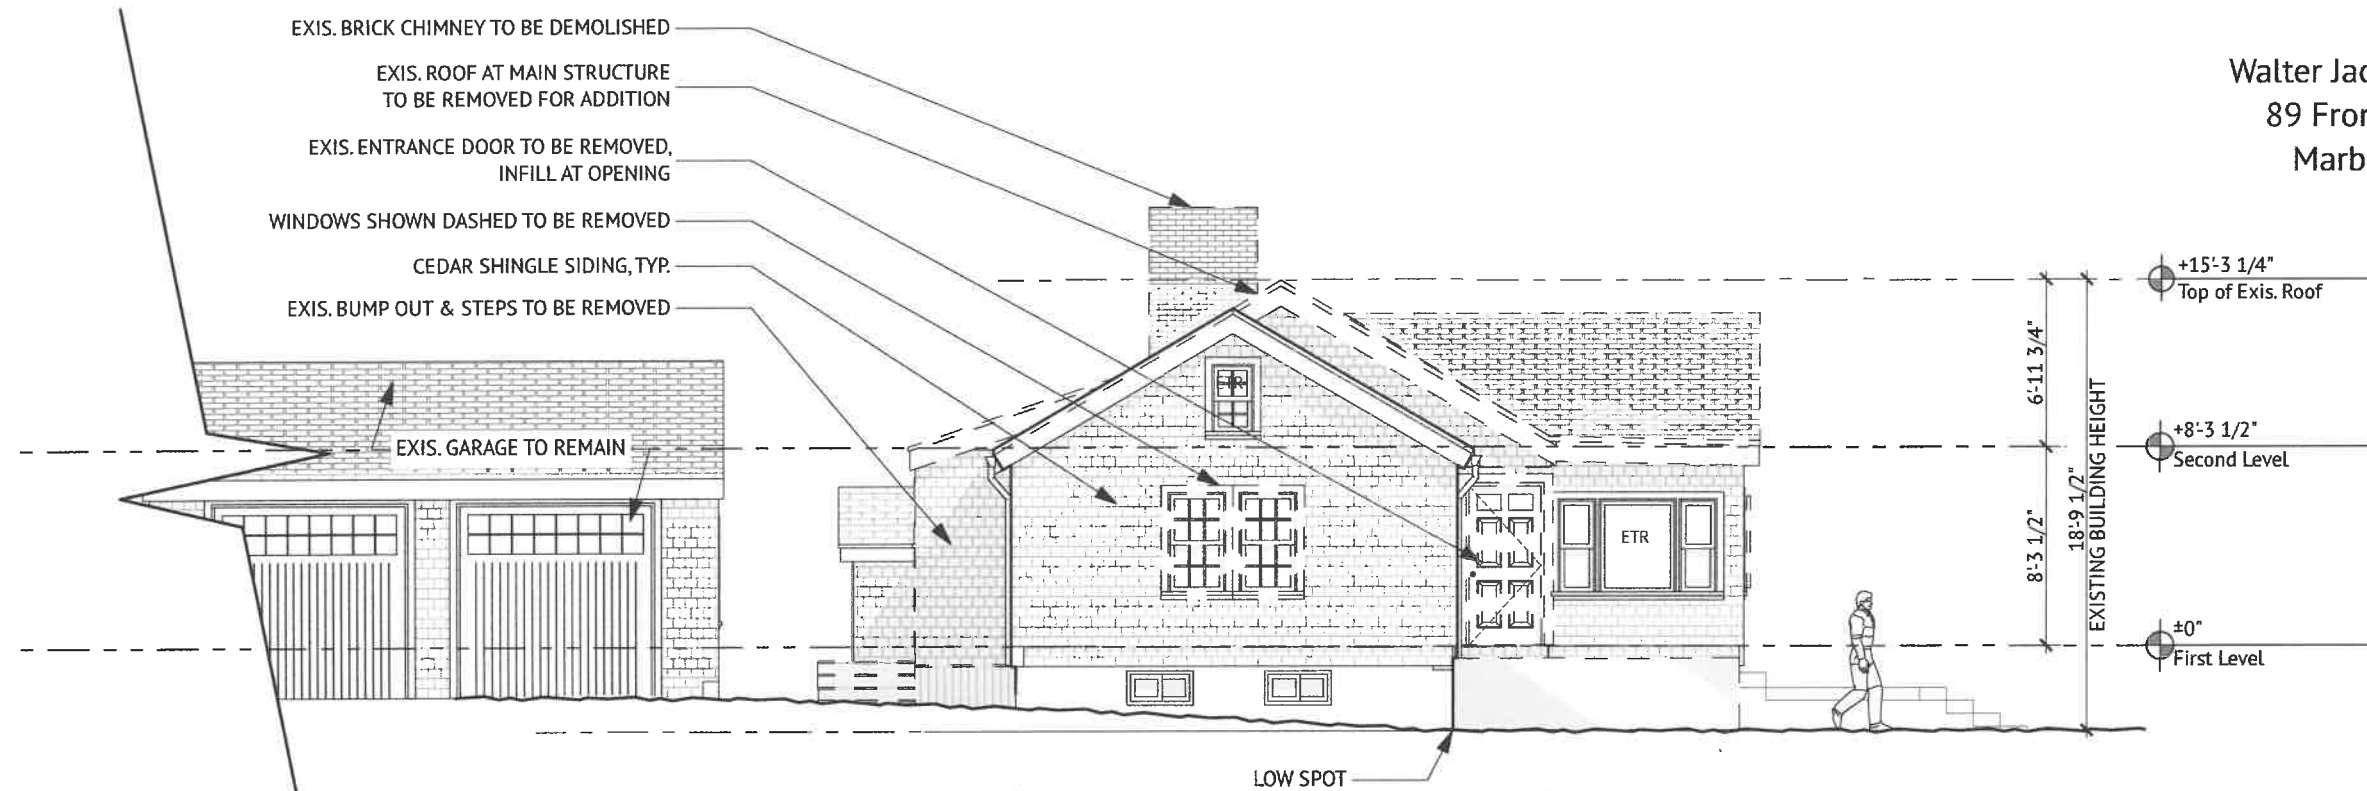 EXIS. BRICK CHIMNEY TO BE DEMOLISHED
EXIS. ROOF AT MAIN STRUCTURE
TO BE REMOVED FOR ADDITION
EXIS. ENTRANCE DOOR TO BE REMOVED,
INFILL AT OPENING
WINDOWS SHOWN DASHED TO BE REMOVED
CEDAR SHINGLE SIDING, TYP.
EXIS. BUMP OUT & STEPS TO BE REMOVED
EXIS. GARAGE TO REMAIN
ETR
LOW SPOT
Walter Jac
89 Fron
Marb
+15'-3 1/4"
Top of Exis. Roof
+8'-3 1/2"
Second Level
±0"
First Level
6'-11 3/4"
8'-3 1/2"
18'-9 1/2"
EXISTING BUILDING HEIGHT